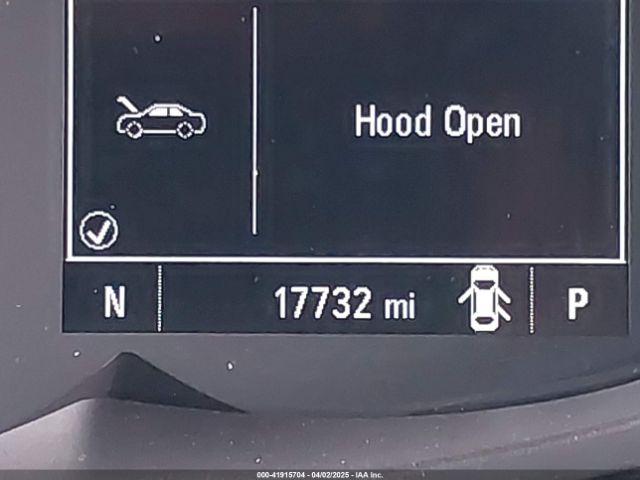 Hood Open
N 17732 mi P
000-41915704 - 04/02/2025 - IAA Inc.